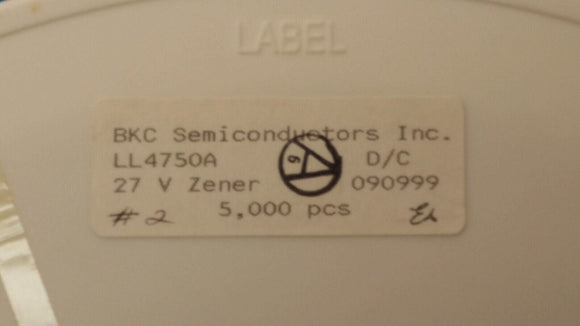 LABEL
BKC Semiconductors Inc.
LL4750A D/C
27 V Zener 090999
# 2 5,000 pcs